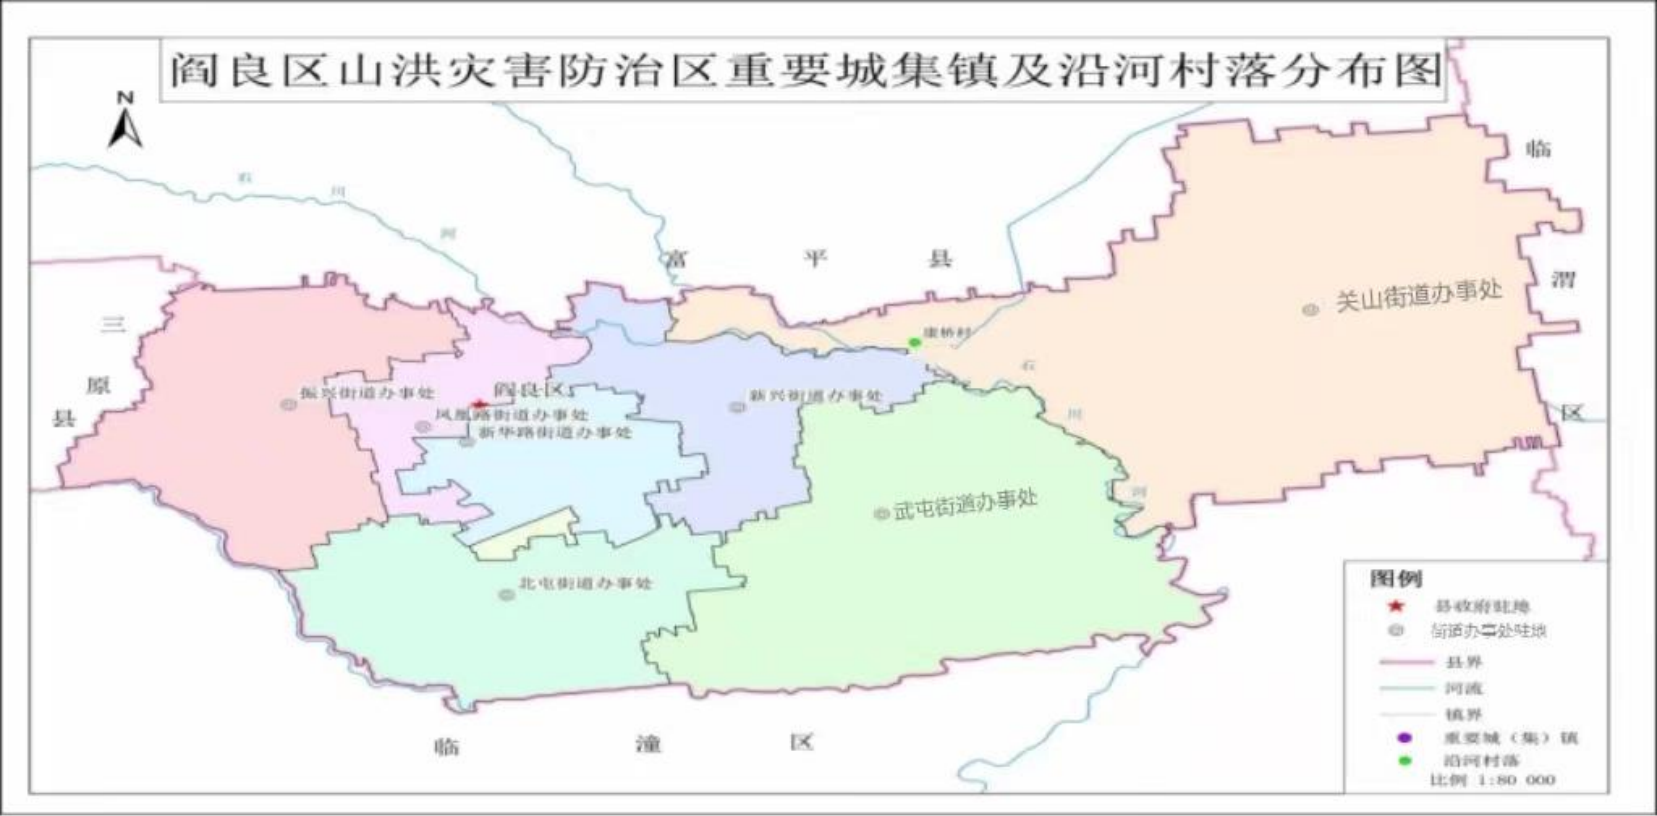 阎良区山洪灾害防治区重要城集镇及沿河村落分布图
N
石川河
富平县
临渭区
三原县
关山街道办事处
康桥村
石川河
振兴街道办事处
阎良区
凤凰路街道办事处
新华路街道办事处
新兴街道办事处
武屯街道办事处
北屯街道办事处
临潼区
图例
县政府驻地
街道办事处驻地
县界
河流
镇界
重要城（集）镇
沿河村落
比例 1:80 000